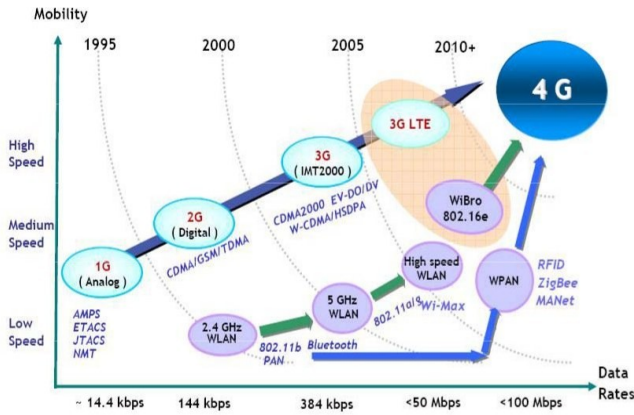 Mobility
1995
2000
2005
2010+
4 G
3G LTE
High
Speed
3G
( IMT2000 )
CDMA2000 EV-DO/DV
W-CDMA/HSDPA
WiBro
802.16e
2G
( Digital )
CDMA/GSM/TDMA
Medium
Speed
1G
( Analog )
High speed
WLAN
WPAN
RFID
ZigBee
MANet
AMPS
ETACS
JTACS
NMT
Low
Speed
2.4 GHz
WLAN
5 GHz
WLAN
802.11a/g
Wi-Max
802.11b
PAN
Bluetooth
Data
Rates
~ 14.4 kbps
144 kbps
384 kbps
<50 Mbps
<100 Mbps